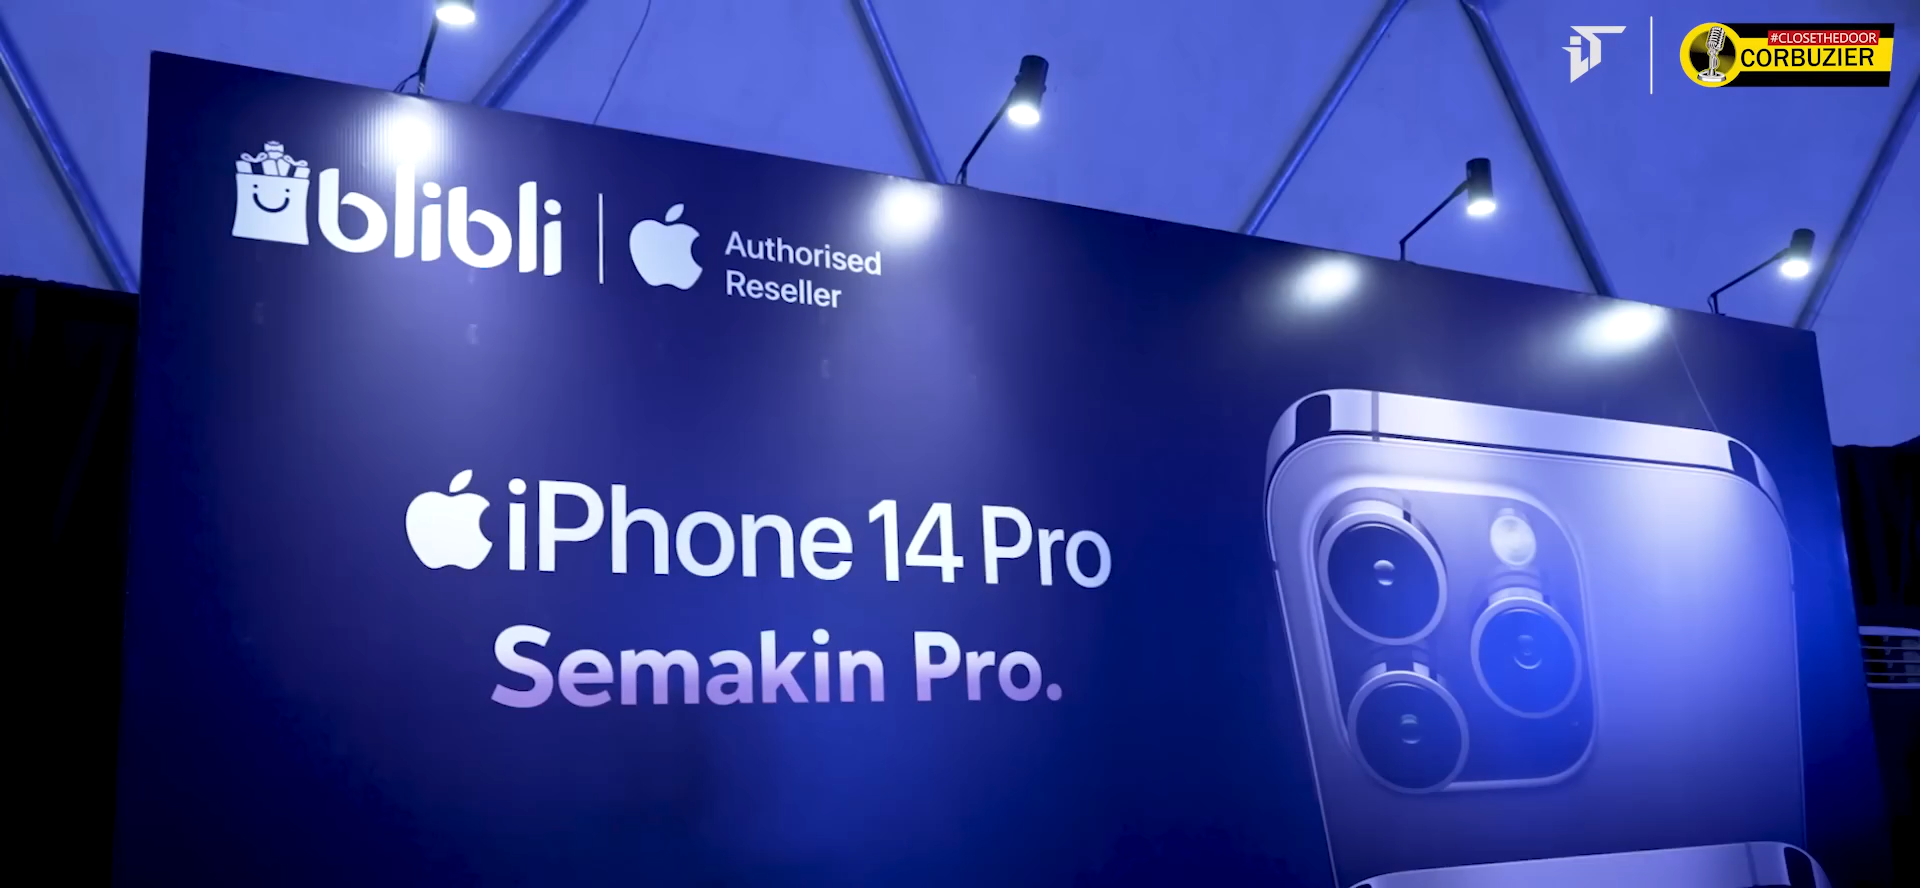 #CLOSETHEDOOR
CORBUZIER
blibli
Authorised
Reseller
iPhone 14 Pro
Semakin Pro.